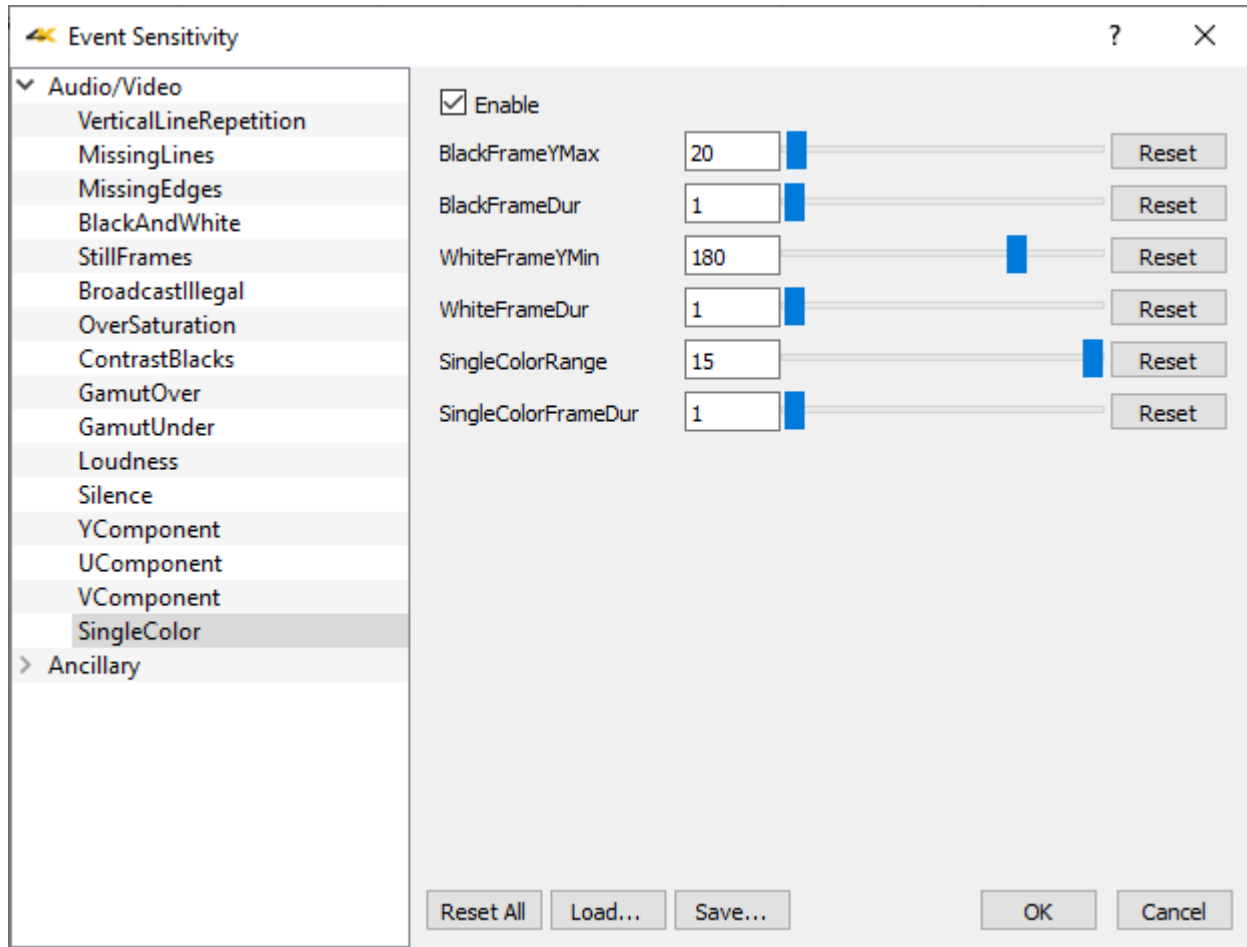 4K Event Sensitivity ?
Audio/Video
VerticalLineRepetition
MissingLines
MissingEdges
BlackAndWhite
StillFrames
BroadcastIllegal
OverSaturation
ContrastBlacks
GamutOver
GamutUnder
Loudness
Silence
YComponent
UComponent
VComponent
SingleColor
Ancillary
Enable
BlackFrameYMax 20 Reset
BlackFrameDur 1 Reset
WhiteFrameYMin 180 Reset
WhiteFrameDur 1 Reset
SingleColorRange 15 Reset
SingleColorFrameDur 1 Reset
Reset All Load... Save... OK Cancel